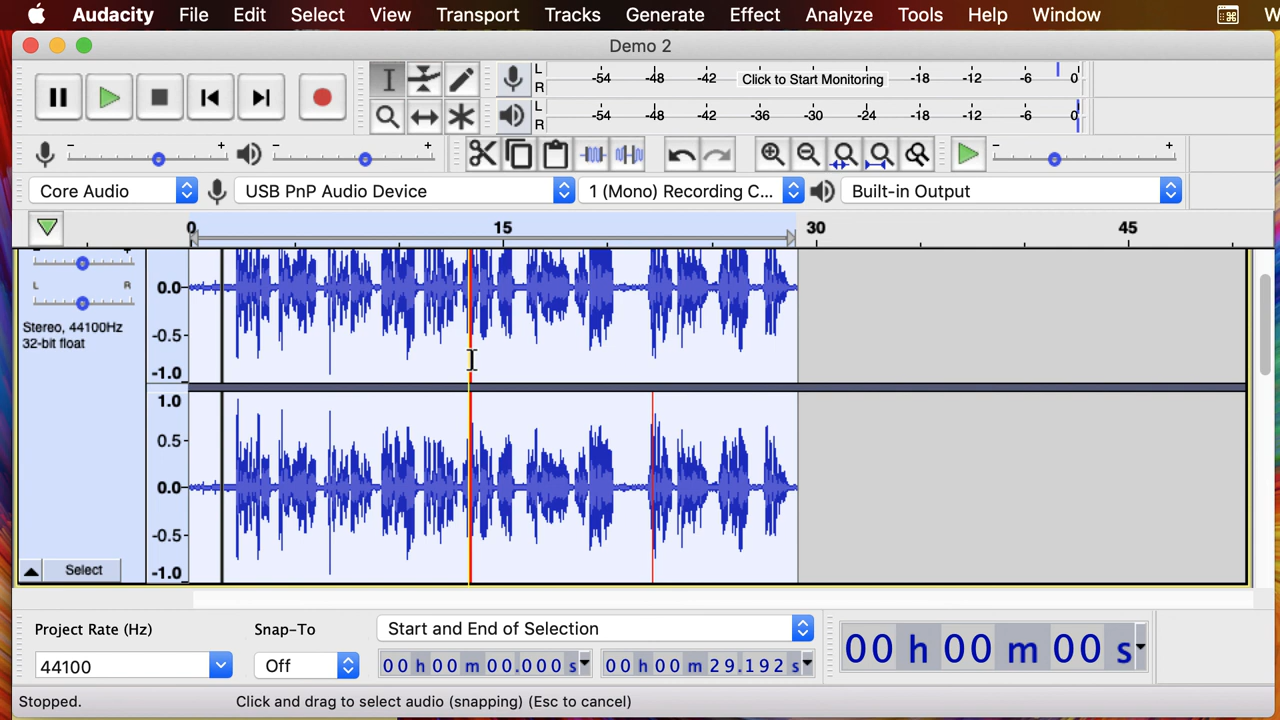 Audacity File Edit Select View Transport Tracks Generate Effect Analyze Tools Help Window W
Demo 2
L R -54 -48 -42 Click to Start Monitoring -18 -12 -6 0
L R -54 -48 -42 -36 -30 -24 -18 -12 -6 0
- + - + - +
Core Audio USB PnP Audio Device 1 (Mono) Recording C... Built-in Output
0 15 30 45
- +
L R
0.0
Stereo, 44100Hz
32-bit float
-0.5
-1.0
1.0
0.5
0.0
-0.5
Select
-1.0
Project Rate (Hz) Snap-To Start and End of Selection
44100 Off 00 h 00 m 00.000 s 00 h 00 m 29.192 s 00 h 00 m 00 s
Stopped. Click and drag to select audio (snapping) (Esc to cancel)